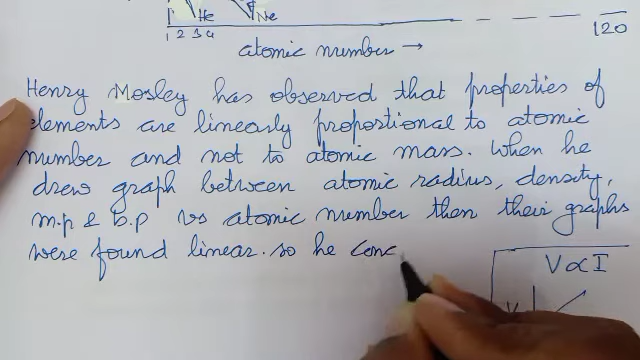 He
Ne
1 2 3 4
120
atomic number →
Henry Mosley has observed that properties of
elements are linearly proportional to atomic
number and not to atomic mass. When he
drew graph between atomic radius, density,
m.p & b.p vs atomic number then their graphs
were found linear. so he conc
V∝I
V